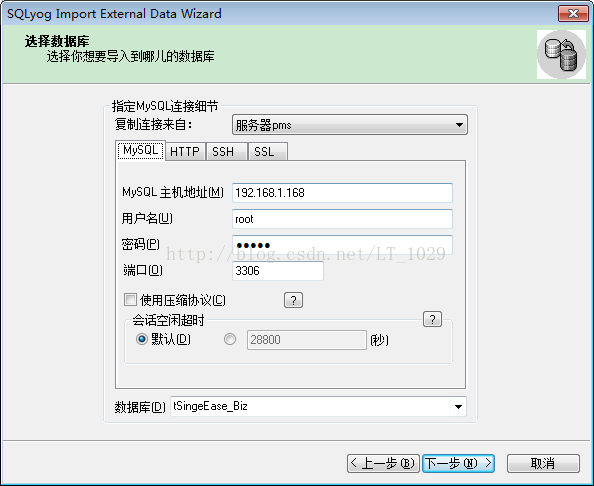 SQLyog Import External Data Wizard
选择数据库
选择你想要导入到哪儿的数据库
指定MySQL连接细节
复制连接来自: 服务器pms
MySQL HTTP SSH SSL
MySQL 主机地址(M) 192.168.1.168
用户名(U) root
密码(P) ●●●●●
http://blog.csdn.net/LT_1029
端口(O) 3306
使用压缩协议(C) ?
会话空闲超时 ?
默认(D) 28800 (秒)
数据库(D) tSingeEase_Biz
< 上一步(B) 下一步(N) > 取消